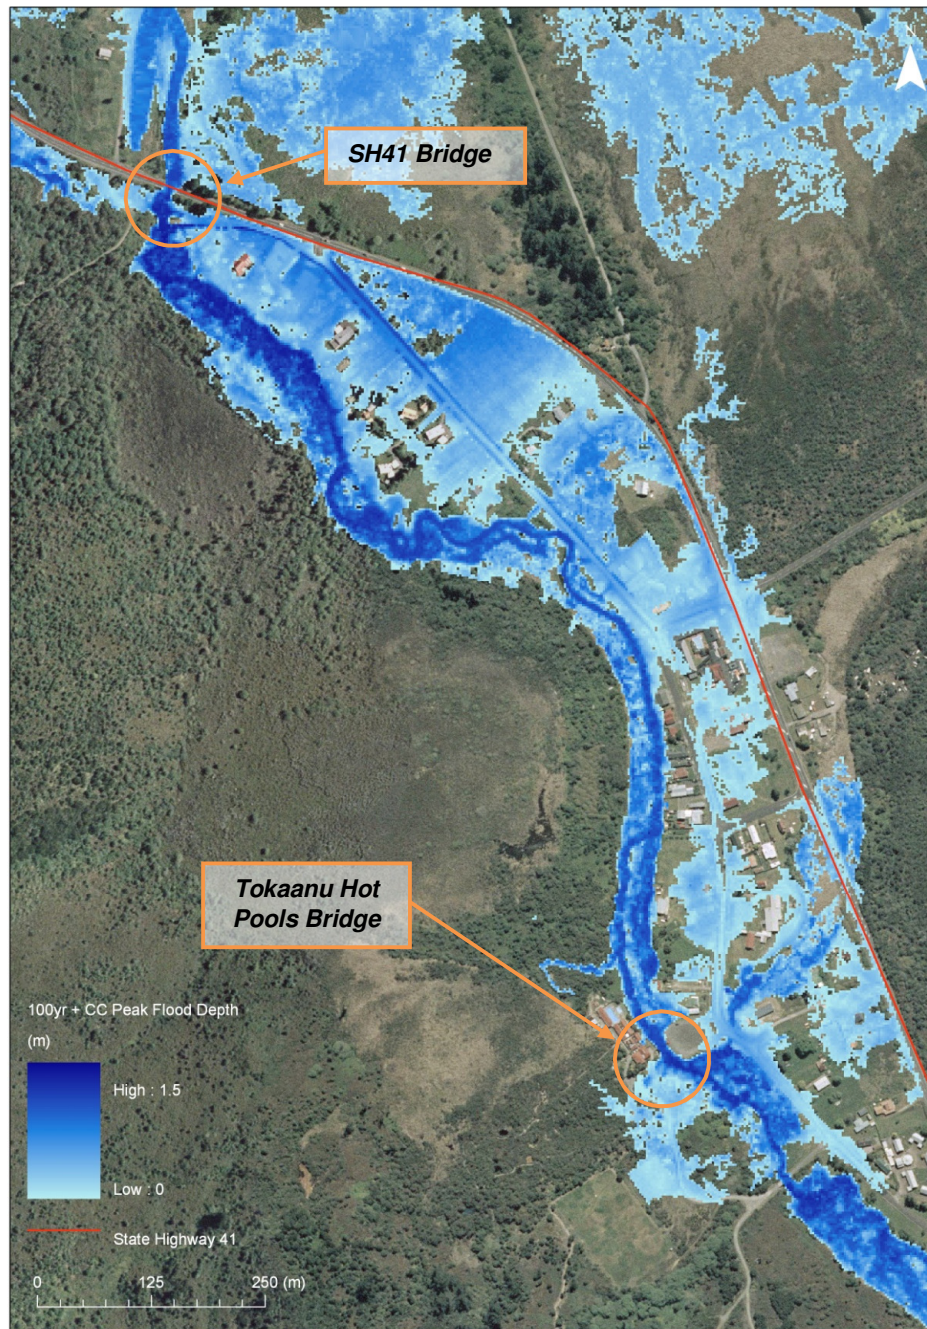 SH41 Bridge
Tokaanu Hot
Pools Bridge
100yr + CC Peak Flood Depth
(m)
High : 1.5
Low : 0
State Highway 41
0 125 250 (m)